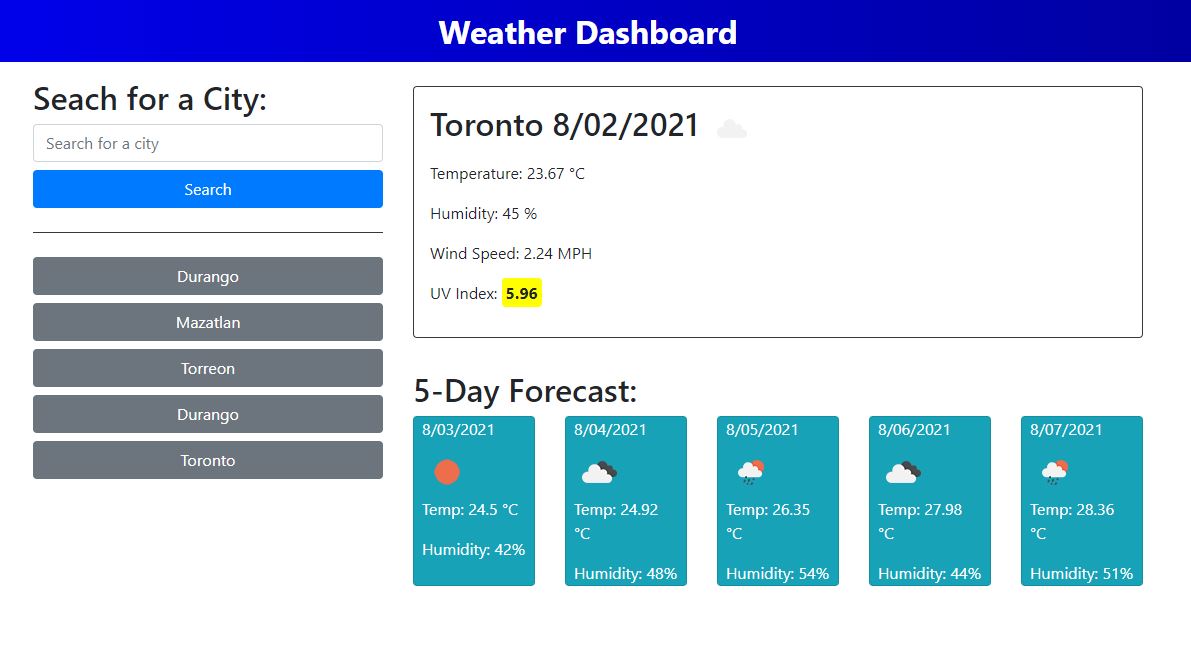 Weather Dashboard
Seach for a City:
Search for a city
Search
Durango
Mazatlan
Torreon
Durango
Toronto
Toronto 8/02/2021
Temperature: 23.67 °C
Humidity: 45 %
Wind Speed: 2.24 MPH
UV Index: 5.96
5-Day Forecast:
8/03/2021
Temp: 24.5 °C
Humidity: 42%
8/04/2021
Temp: 24.92
°C
Humidity: 48%
8/05/2021
Temp: 26.35
°C
Humidity: 54%
8/06/2021
Temp: 27.98
°C
Humidity: 44%
8/07/2021
Temp: 28.36
°C
Humidity: 51%